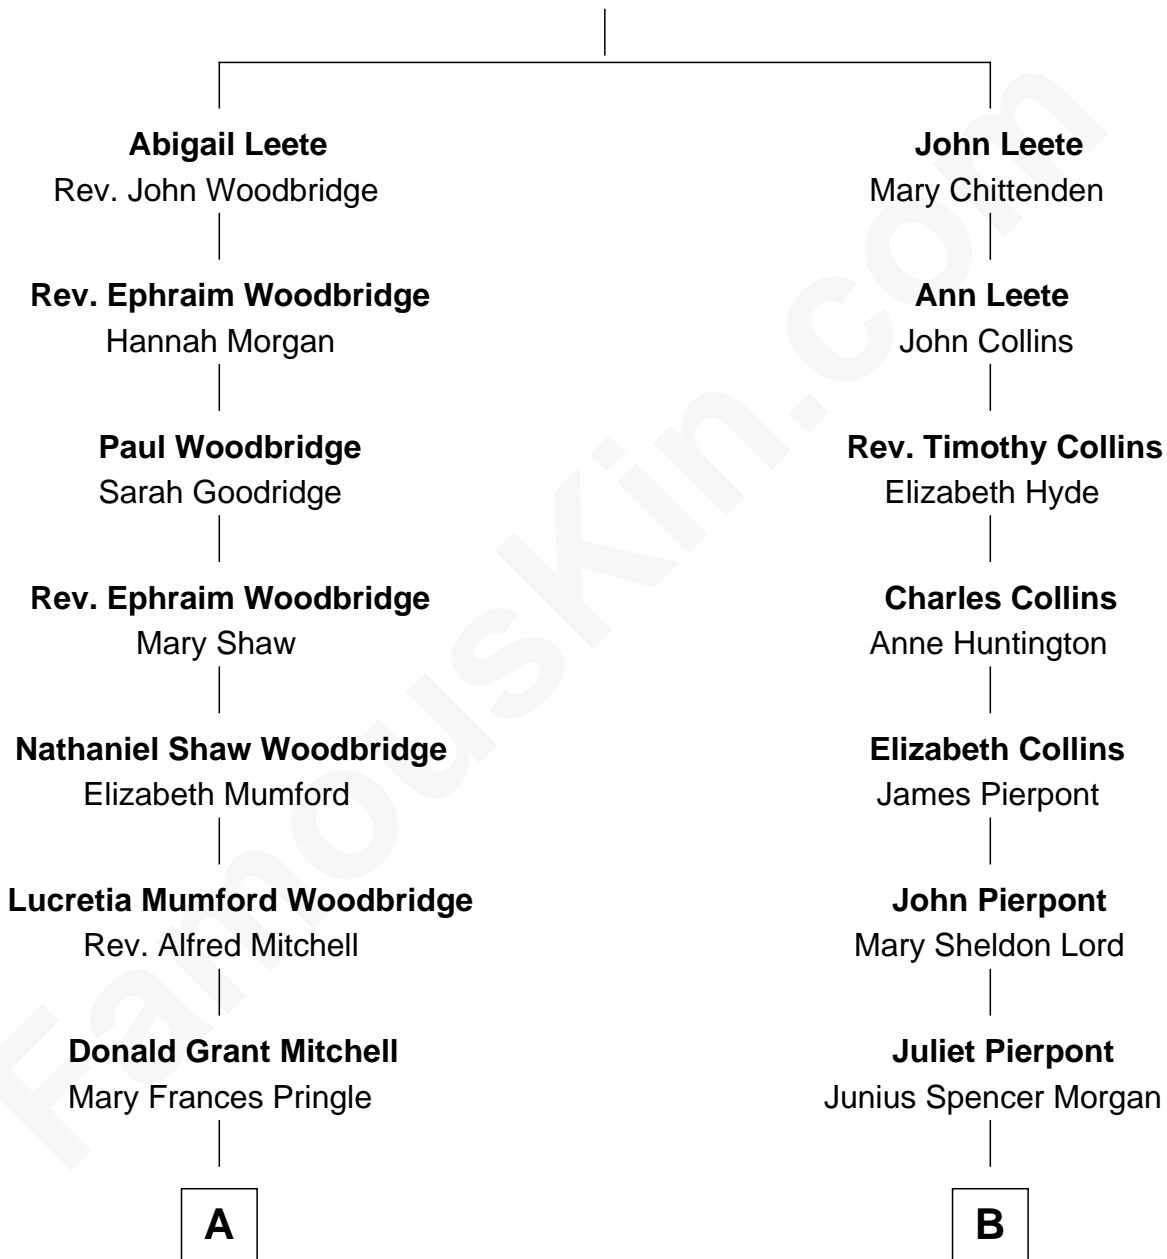 Abigail Leete
Rev. John Woodbridge
John Leete
Mary Chittenden
Rev. Ephraim Woodbridge
Hannah Morgan
Ann Leete
John Collins
Paul Woodbridge
Sarah Goodridge
Rev. Timothy Collins
Elizabeth Hyde
Rev. Ephraim Woodbridge
Mary Shaw
Charles Collins
Anne Huntington
Nathaniel Shaw Woodbridge
Elizabeth Mumford
Elizabeth Collins
James Pierpont
Lucretia Mumford Woodbridge
Rev. Alfred Mitchell
John Pierpont
Mary Sheldon Lord
Donald Grant Mitchell
Mary Frances Pringle
Juliet Pierpont
Junius Spencer Morgan
A
B
FamousKin.com